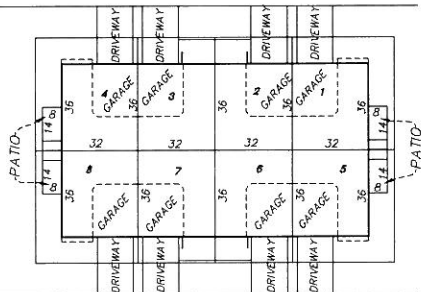 DRIVEWAY DRIVEWAY DRIVEWAY DRIVEWAY
4 GARAGE GARAGE 3 2 GARAGE GARAGE 1
8 36 36 36 36 36 8
14 14
32 32 32 32
-PATIO- -PATIO-
8 7 6 5
14 14
8 36 36 36 36 36 8
GARAGE GARAGE GARAGE GARAGE
DRIVEWAY DRIVEWAY DRIVEWAY DRIVEWAY